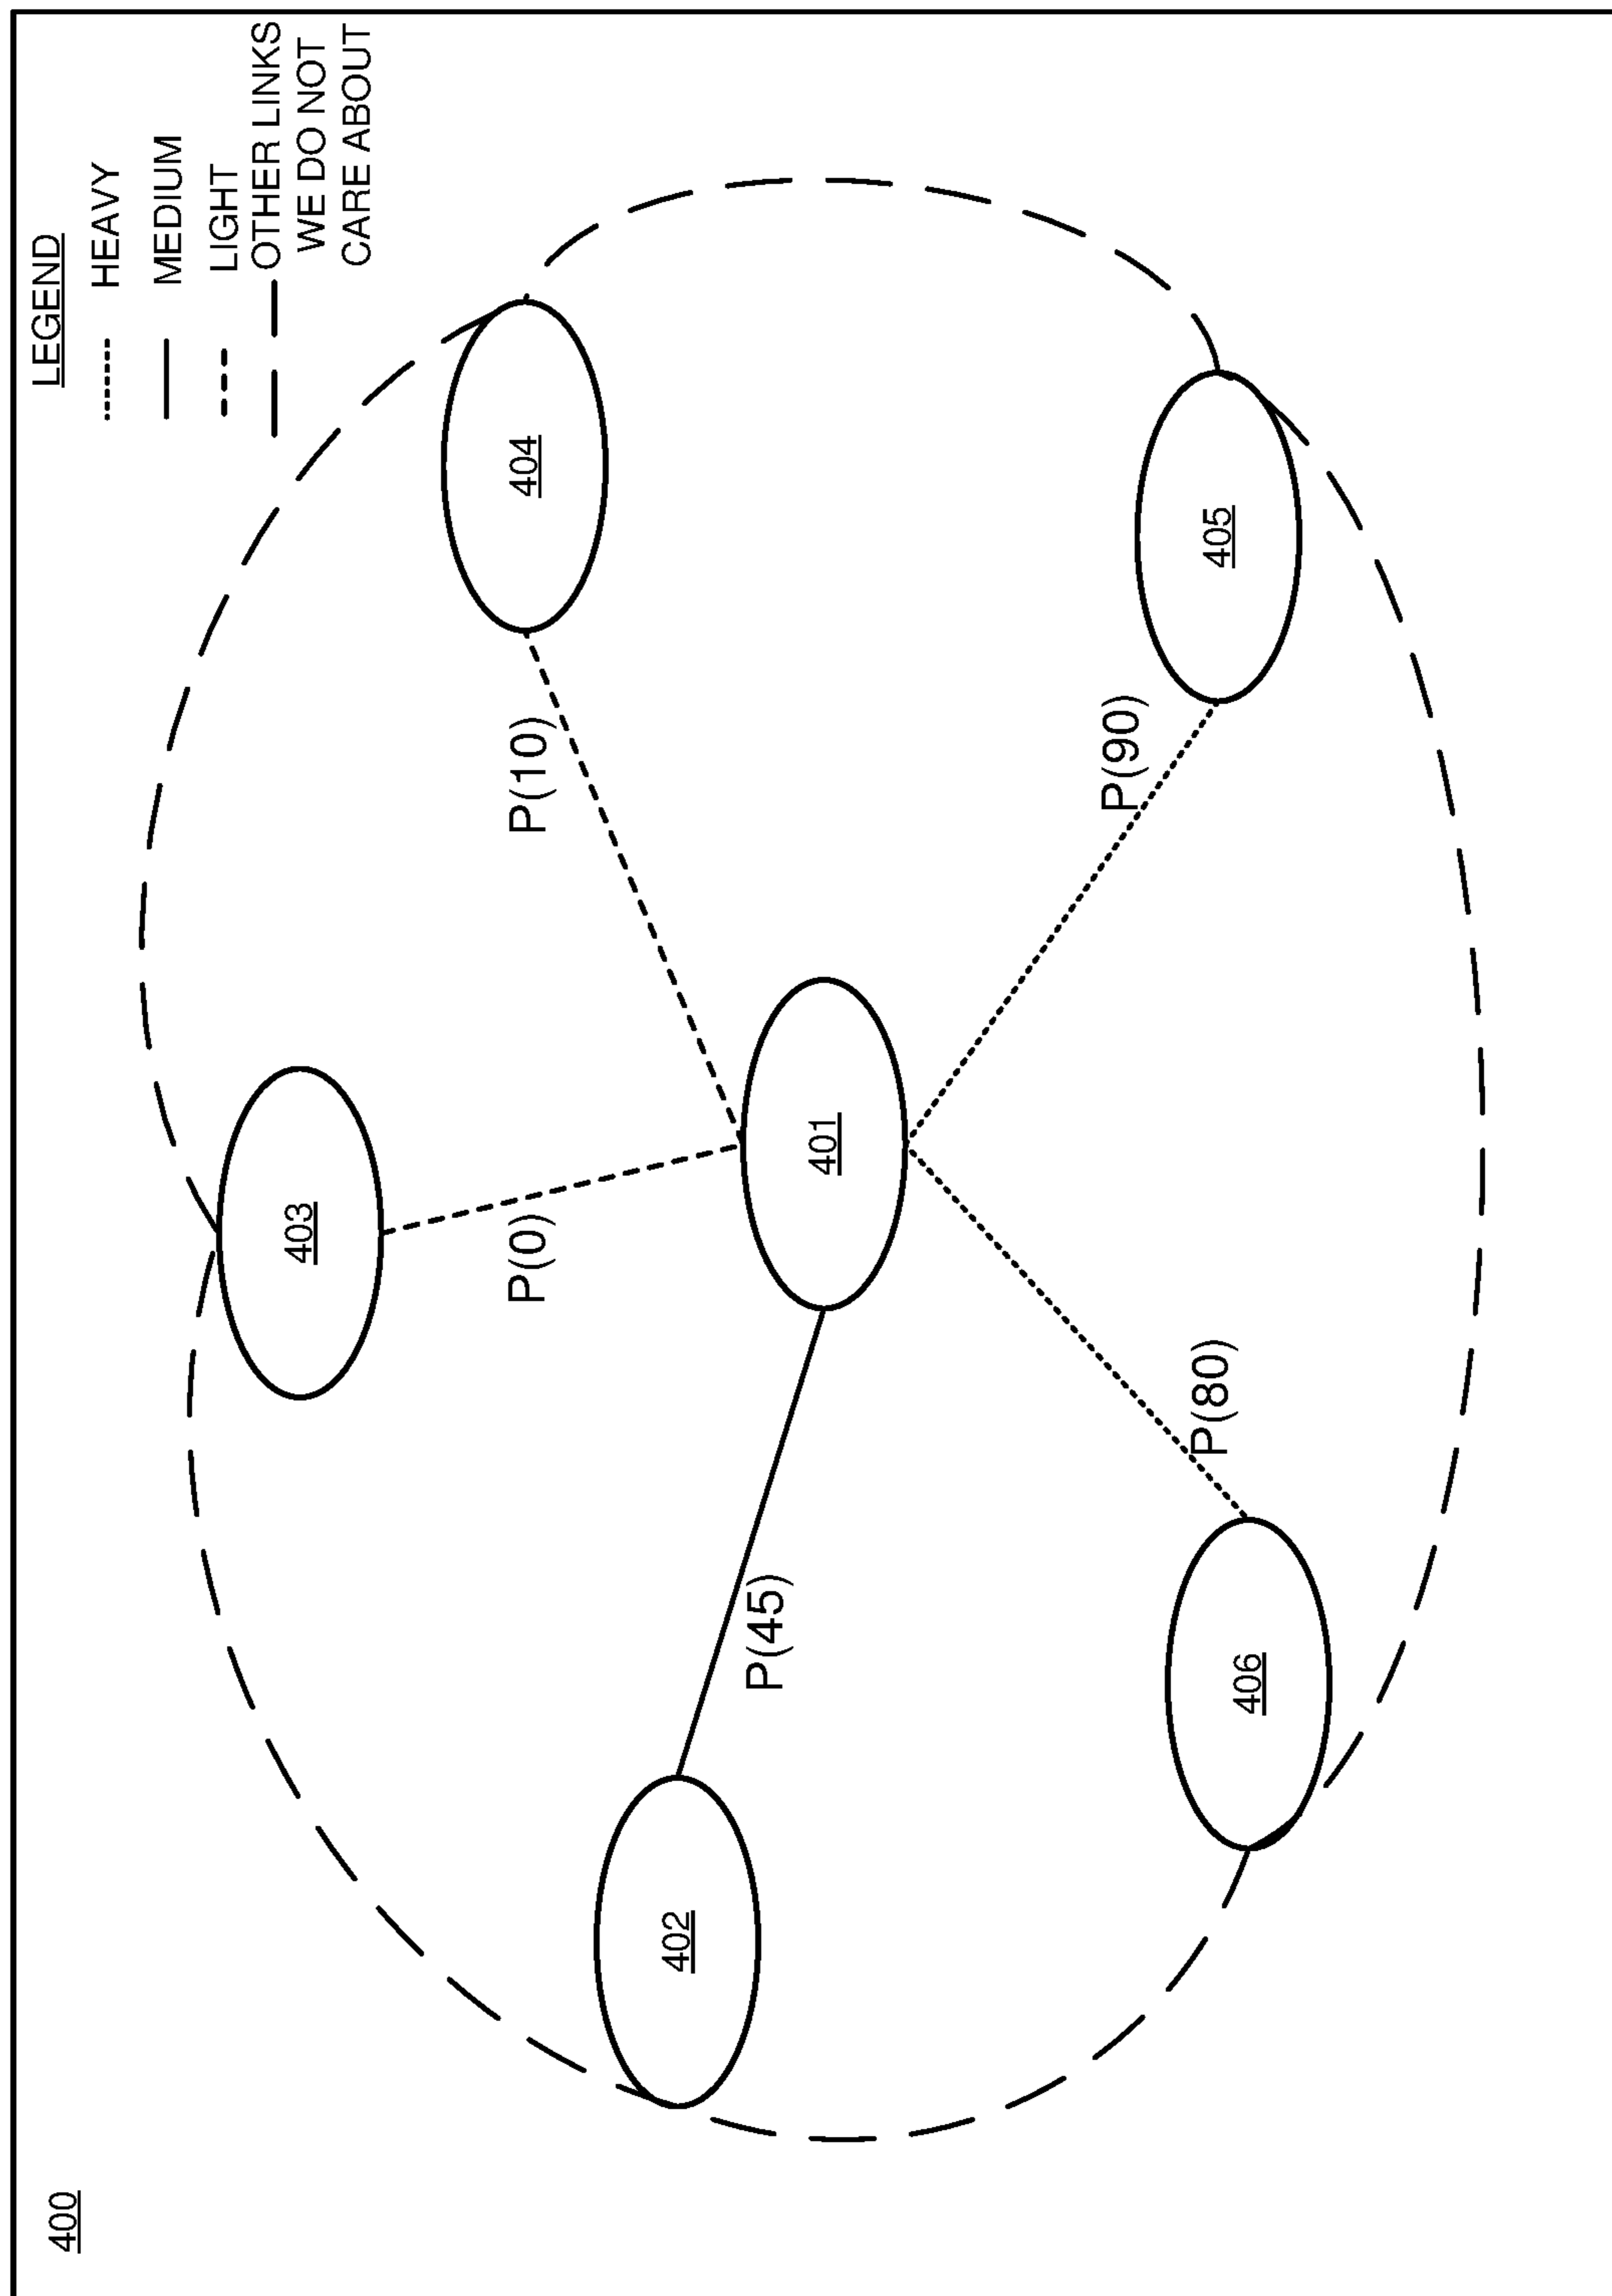 400
LEGEND
HEAVY
MEDIUM
LIGHT
OTHER LINKS
WE DO NOT
CARE ABOUT
403
404
P(0)
P(10)
402
P(45)
401
P(90)
405
P(80)
406